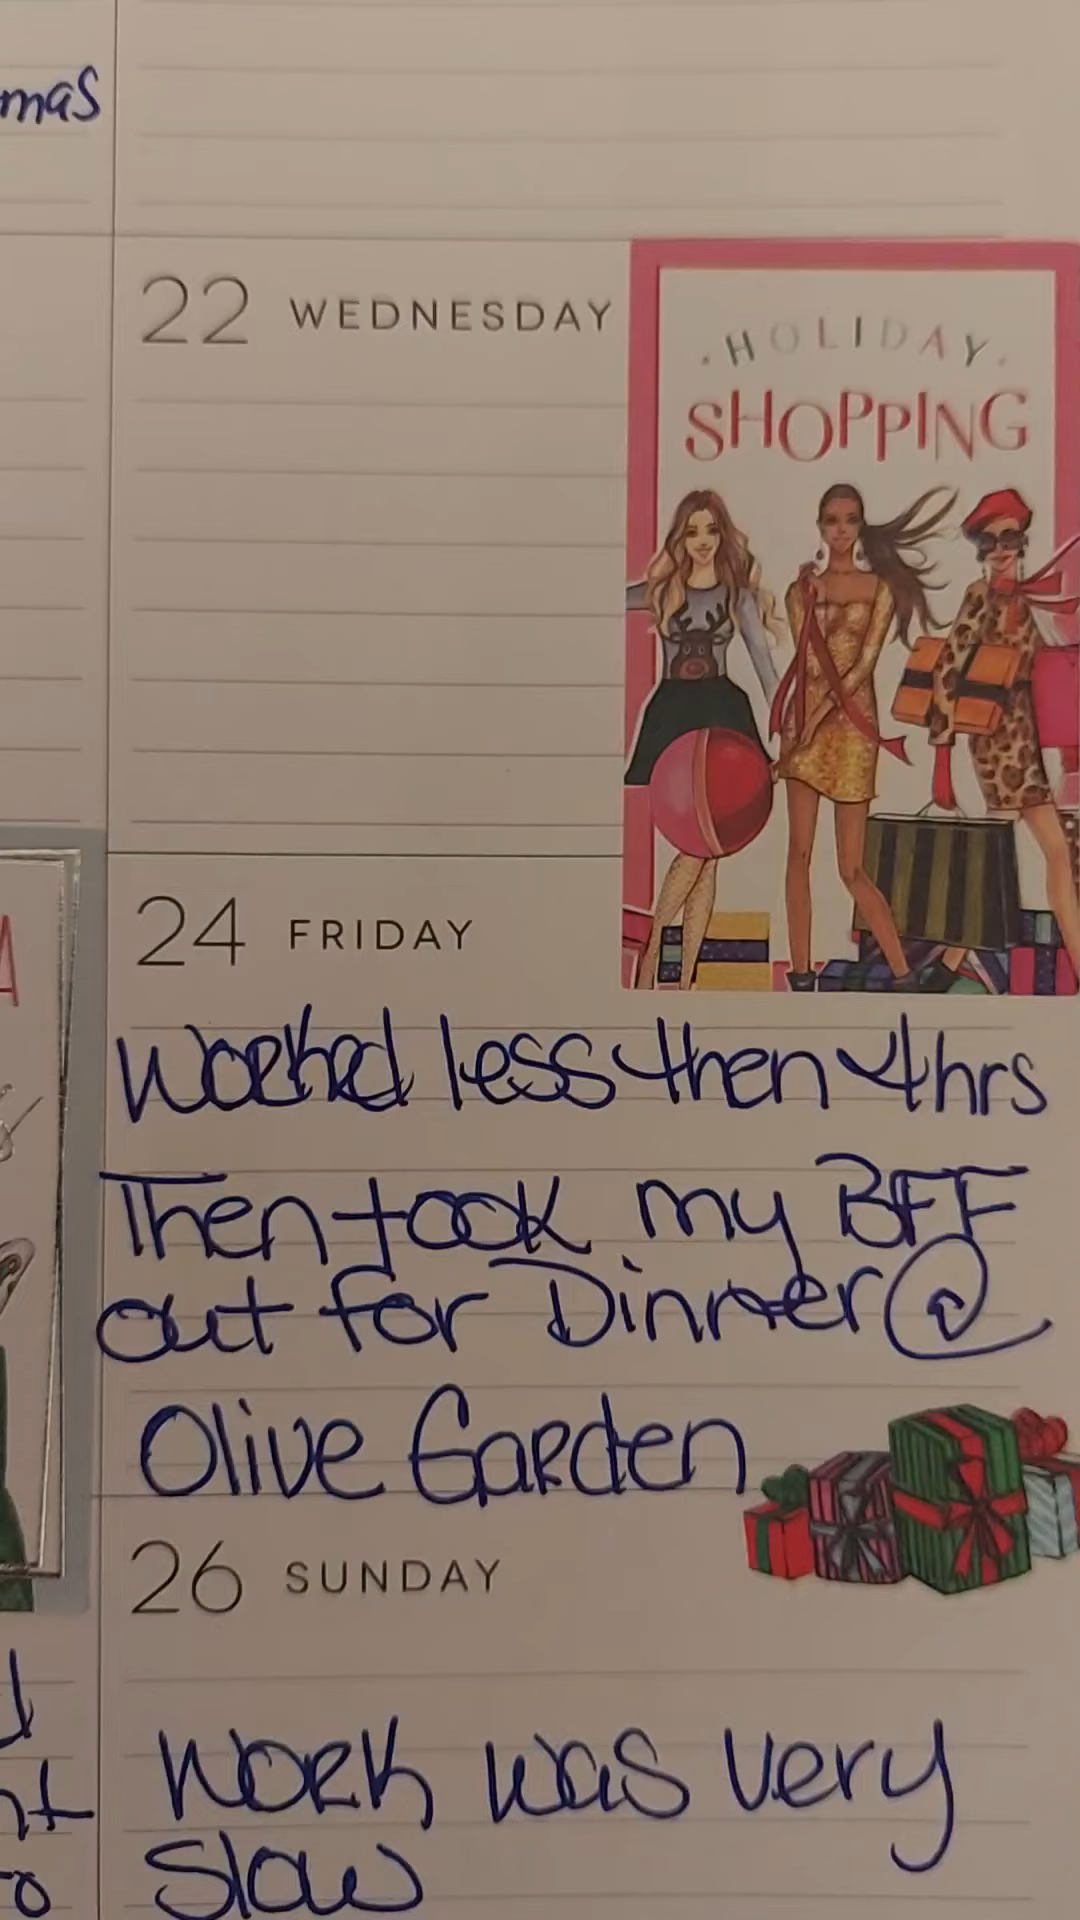 mas
22 WEDNESDAY
·HOLIDAY·
SHOPPING
24 FRIDAY
Worked less then 4hrs
Then took my BFF
out for Dinner @
Olive Garden
26 SUNDAY
Work was very
Slow